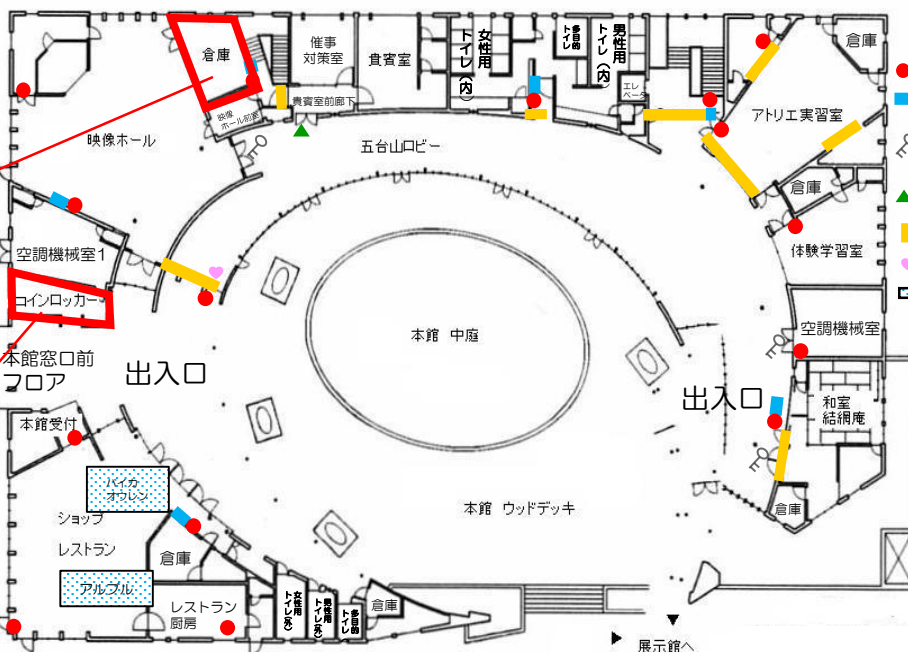 倉庫
催事
対策室
貴賓室
女性用
トイレ（内）
多目的
トイレ
男性用
トイレ（内）
エレ
ベータ
倉庫
貴賓室前廊下
映像
ホール前室
アトリエ実習室
映像ホール
五台山ロビー
倉庫
空調機械室1
体験学習室
コインロッカー
本館 中庭
空調機械室
本館窓口前
フロア
出入口
出入口
和室
結網庵
本館受付
バイカ
オウレン
本館 ウッドデッキ
倉庫
ショップ
レストラン
倉庫
アルブル
レストラン
厨房
女性用
トイレ（外）
男性用
トイレ（外）
多目的
トイレ
倉庫
展示館へ